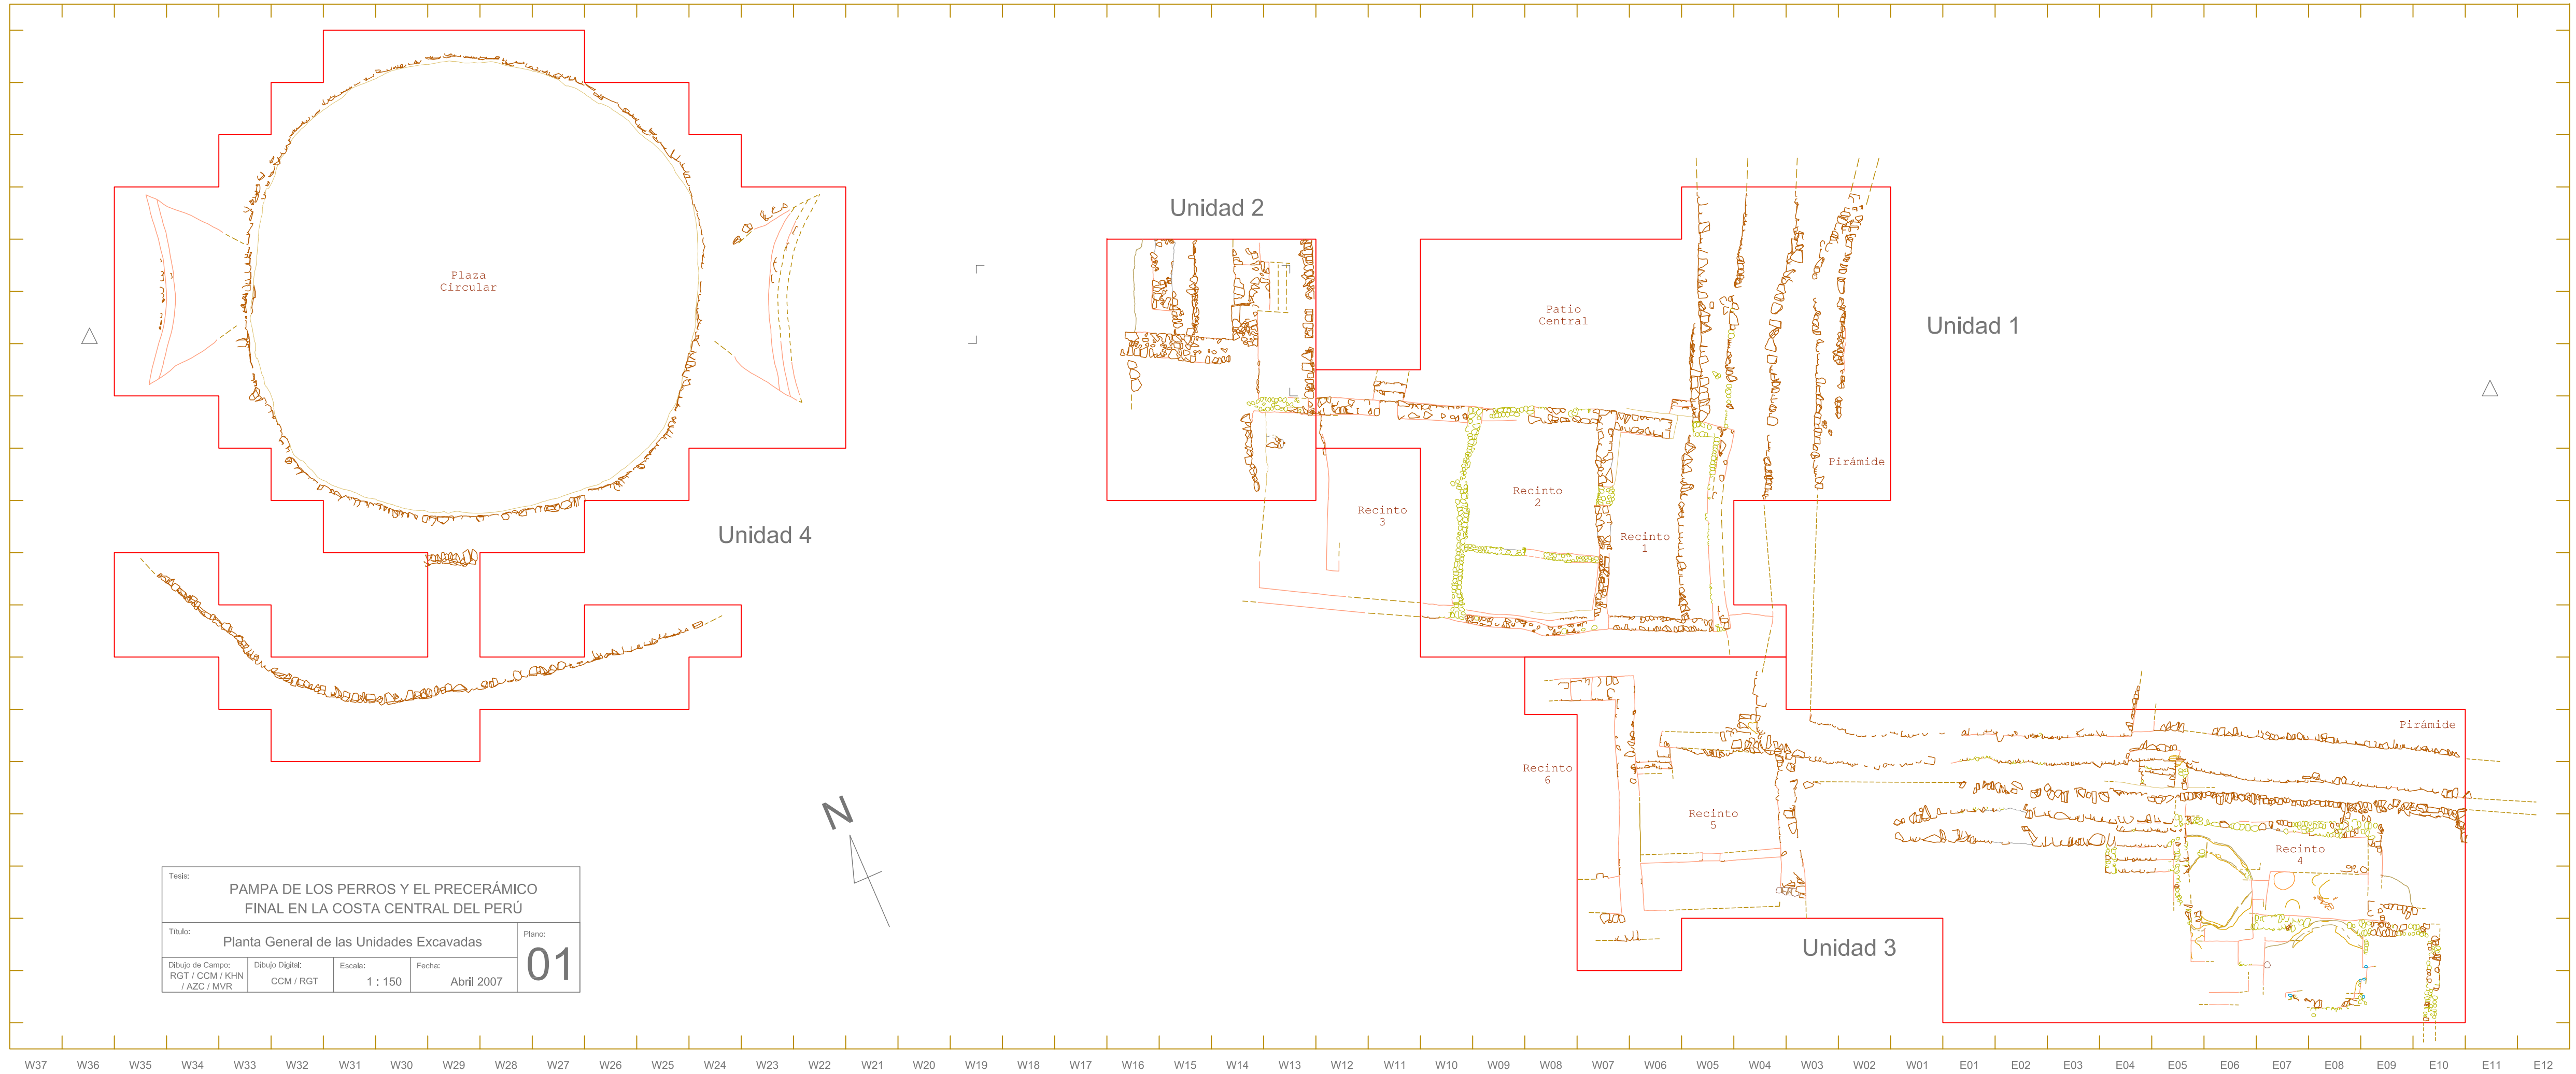 Unidad 2
Plaza
Circular
Patio
Central
Unidad 1
Pirámide
Recinto
2
Recinto
3
Recinto
1
Unidad 4
Pirámide
Recinto
6
Recinto
5
Recinto
4
N
Unidad 3
Tesis:
PAMPA DE LOS PERROS Y EL PRECERÁMICO
FINAL EN LA COSTA CENTRAL DEL PERÚ
Título:
Planta General de las Unidades Excavadas
Plano:
01
Dibujo de Campo:
RGT / CCM / KHN
/ AZC / MVR
Dibujo Digital:
CCM / RGT
Escala:
1 : 150
Fecha:
Abril 2007
W37 W36 W35 W34 W33 W32 W31 W30 W29 W28 W27 W26 W25 W24 W23 W22 W21 W20 W19 W18 W17 W16 W15 W14 W13 W12 W11 W10 W09 W08 W07 W06 W05 W04 W03 W02 W01 E01 E02 E03 E04 E05 E06 E07 E08 E09 E10 E11 E12